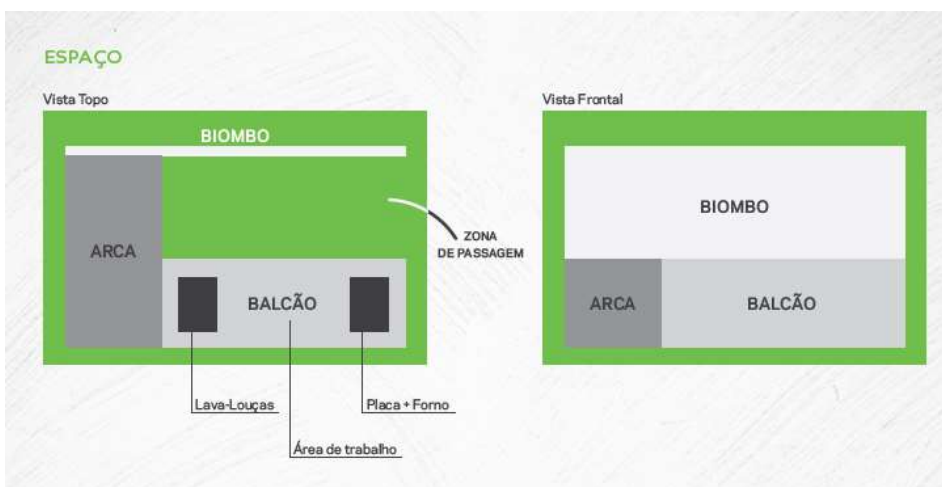 ESPAÇO
Vista Topo
BIOMBO
ARCA
BALCÃO
ZONA
DE PASSAGEM
Lava-Louças
Placa + Forno
Área de trabalho
Vista Frontal
BIOMBO
ARCA
BALCÃO